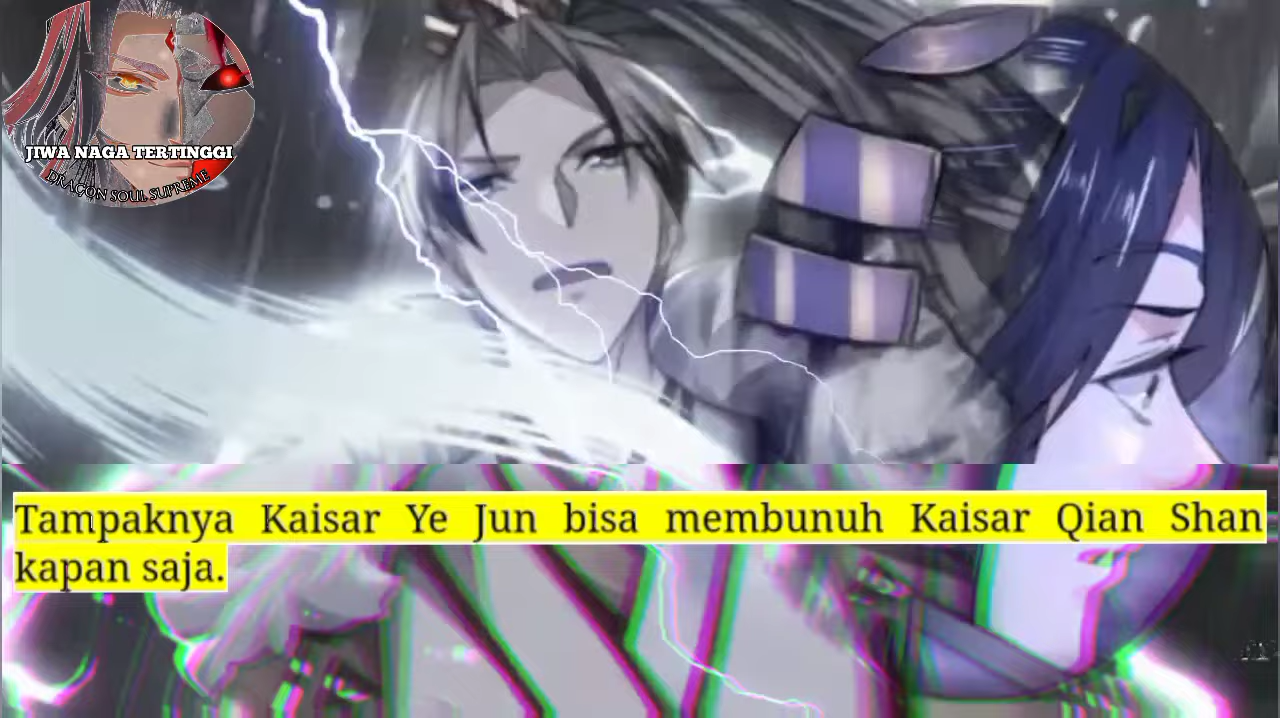 JIWA NAGA TERTINGGI
DRAGON SOUL SUPREME
Tampaknya Kaisar Ye Jun bisa membunuh Kaisar Qian Shan
kapan saja.